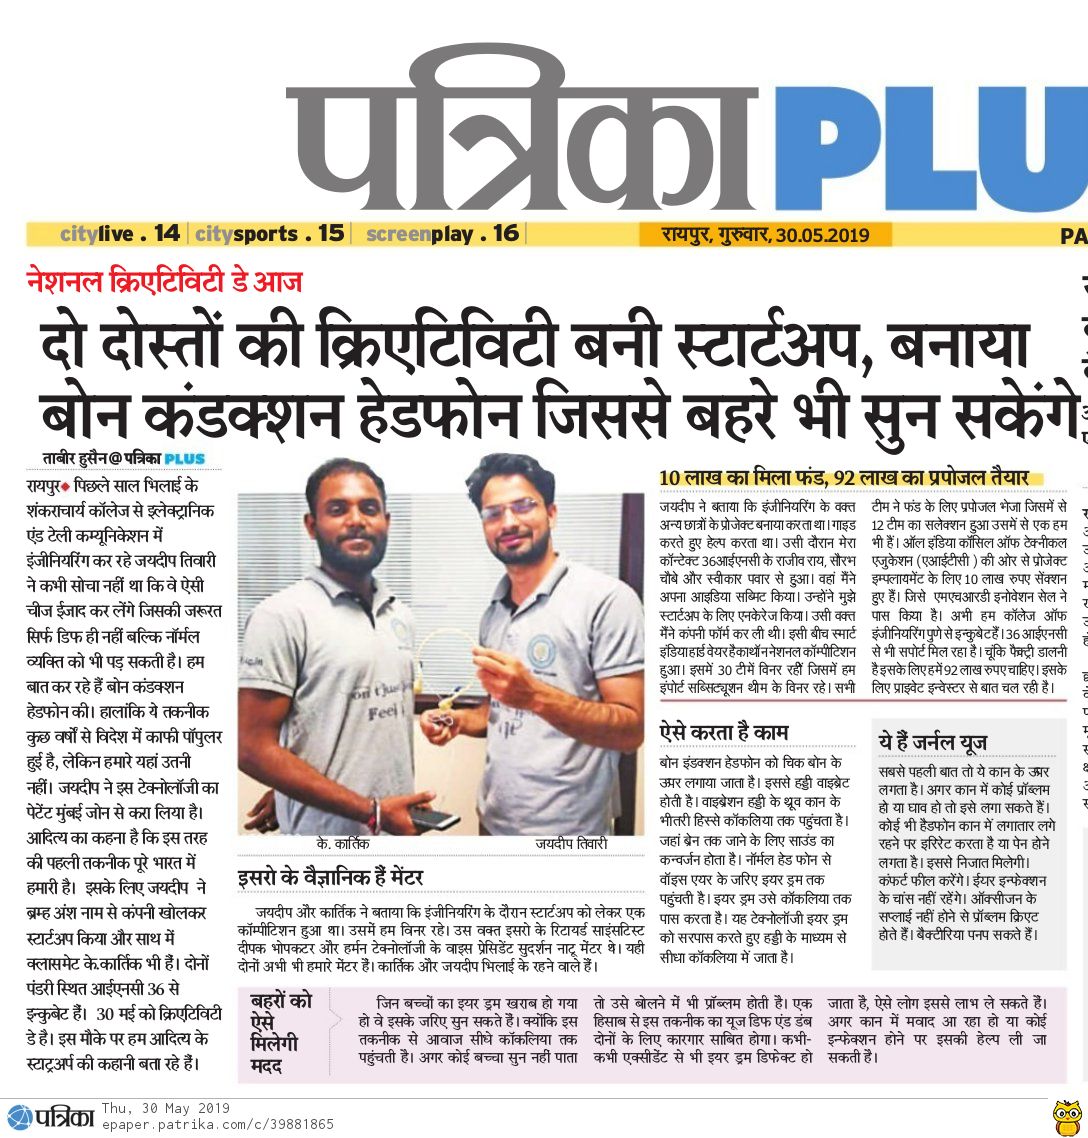 पत्रिका PLU
citylive . 14 citysports . 15 screenplay . 16
रायपुर, गुरुवार, 30.05.2019
PA
नेशनल क्रिएटिविटी डे आज
दो दोस्तों की क्रिएटिविटी बनी स्टार्टअप, बनाया
बोन कंडक्शन हेडफोन जिससे बहरे भी सुन सकेंगे
ताबीर हुसैन@पत्रिका PLUS
रायपुर◆ पिछले साल भिलाई के
शंकराचार्य कॉलेज से इलेक्ट्रानिक
एंड टेली कम्यूनिकेशन में
इंजीनियरिंग कर रहे जयदीप तिवारी
ने कभी सोचा नहीं था कि वे ऐसी
चीज ईजाद कर लेंगे जिसकी जरूरत
सिर्फ डिफ ही नहीं बल्कि नॉर्मल
व्यक्ति को भी पड़ सकती है। हम
बात कर रहे हैं बोन कंडक्शन
हेडफोन की। हालांकि ये तकनीक
कुछ वर्षों से विदेश में काफी पॉपुलर
हुई है, लेकिन हमारे यहां उतनी
नहीं। जयदीप ने इस टेक्नोलॉजी का
पेटेंट मुंबई जोन से करा लिया है।
आदित्य का कहना है कि इस तरह
की पहली तकनीक पूरे भारत में
हमारी है। इसके लिए जयदीप ने
ब्रम्ह अंश नाम से कंपनी खोलकर
स्टार्टअप किया और साथ में
क्लासमेट के.कार्तिक भी हैं। दोनों
पंडरी स्थित आईएनसी 36 से
इन्कुबेट हैं। 30 मई को क्रिएटिविटी
डे है। इस मौके पर हम आदित्य के
स्टाट्रअप की कहानी बता रहे हैं।
के. कार्तिक
जयदीप तिवारी
इसरो के वैज्ञानिक हैं मेंटर
जयदीप और कार्तिक ने बताया कि इंजीनियरिंग के दौरान स्टार्टअप को लेकर एक
कॉम्पीटिशन हुआ था। उसमें हम विनर रहे। उस वक्त इसरो के रिटायर्ड साइंसटिस्ट
दीपक भोपकटर और हर्मन टेक्नोलॉजी के वाइस प्रेसिडेंट सुदर्शन नाटू मेंटर थे। यही
दोनों अभी भी हमारे मेंटर हैं। कार्तिक और जयदीप भिलाई के रहने वाले हैं।
10 लाख का मिला फंड, 92 लाख का प्रपोजल तैयार
जयदीप ने बताया कि इंजीनियरिंग के वक्त
अन्य छात्रों के प्रोजेक्ट बनाया करता था। गाइड
करते हुए हेल्प करता था। उसी दौरान मेरा
कॉन्टेक्ट 36आईएनसी के राजीव राय, सौरभ
चौबे और स्वीकार पवार से हुआ। वहां मैंने
अपना आइडिया सब्मिट किया। उन्होंने मुझे
स्टार्टअप के लिए एनकेरेज किया। उसी वक्त
मैंने कंपनी फॉर्म कर ली थी। इसी बीच स्मार्ट
इंडिया हार्ड वेयर हैकाथॉन नेशनल कॉम्पीटिशन
हुआ। इसमें 30 टीमें विनर रहीं जिसमें हम
इंपोर्ट सब्सिट्यूशन थीम के विनर रहे। सभी
टीम ने फंड के लिए प्रपोजल भेजा जिसमें से
12 टीम का सलेक्शन हुआ उसमें से एक हम
भी हैं। ऑल इंडिया कॉसिल ऑफ टेक्नीकल
एजुकेशन (एआईटीसी ) की ओर से प्रोजेक्ट
इम्पलायमेंट के लिए 10 लाख रुपए सेंक्शन
हुए हैं। जिसे एमएचआरडी इनोवेशन सेल ने
पास किया है। अभी हम कॉलेज ऑफ
इंजीनियरिंग पुणे से इन्कुबेट हैं। 36 आईएनसी
से भी सपोर्ट मिल रहा है। चूंकि फैक्ट्री डालनी
है इसके लिए हमें 92 लाख रुपए चाहिए। इसके
लिए प्राइवेट इन्वेस्टर से बात चल रही है।
ऐसे करता है काम
बोन इंडक्शन हेडफोन को चिक बोन के
उपर लगाया जाता है। इससे हड्डी वाइब्रेट
होती है। वाइब्रेशन हड्डी के थ्रूव कान के
भीतरी हिस्से कॉकलिया तक पहुंचता है।
जहां ब्रेन तक जाने के लिए साउंड का
कन्वर्जन होता है। नॉर्मल हेड फोन से
वॉइस एयर के जरिए इयर ड्रम तक
पहुंचती है। इयर ड्रम उसे कॉकलिया तक
पास करता है। यह टेक्नोलॉजी इयर ड्रम
को सरपास करते हुए हड्डी के माध्यम से
सीधा कॉकलिया में जाता है।
ये हैं जर्नल यूज
सबसे पहली बात तो ये कान के उपर
लगता है। अगर कान में कोई प्रॉब्लम
हो या घाव हो तो इसे लगा सकते हैं।
कोई भी हैडफोन कान में लगातार लगे
रहने पर इरिरेट करता है या पेन होने
लगता है। इससे निजात मिलेगी।
कंफर्ट फील करेंगे। ईयर इन्फेक्शन
के चांस नहीं रहेंगे। ऑक्सीजन के
सप्लाई नहीं होने से प्रॉब्लम क्रिएट
होते हैं। बैक्टीरिया पनप सकते हैं।
बहरों को
ऐसे
मिलेगी
मदद
जिन बच्चों का इयर ड्रम खराब हो गया
हो वे इसके जरिए सुन सकते हैं। क्योंकि इस
तकनीक से आवाज सीधे कॉकलिया तक
पहुंचती है। अगर कोई बच्चा सुन नही पाता
तो उसे बोलने में भी प्रॉब्लम होती है। एक
हिसाब से इस तकनीक का यूज डिफ एंड डंब
दोनों के लिए कारगार साबित होगा। कभी-
कभी एक्सीडेंट से भी इयर ड्रम डिफेक्ट हो
जाता है, ऐसे लोग इससे लाभ ले सकते हैं।
अगर कान में मवाद आ रहा हो या कोई
इन्फेक्शन होने पर इसकी हेल्प ली जा
सकती है।
पत्रिका
Thu, 30 May 2019
epaper.patrika.com/c/39881865